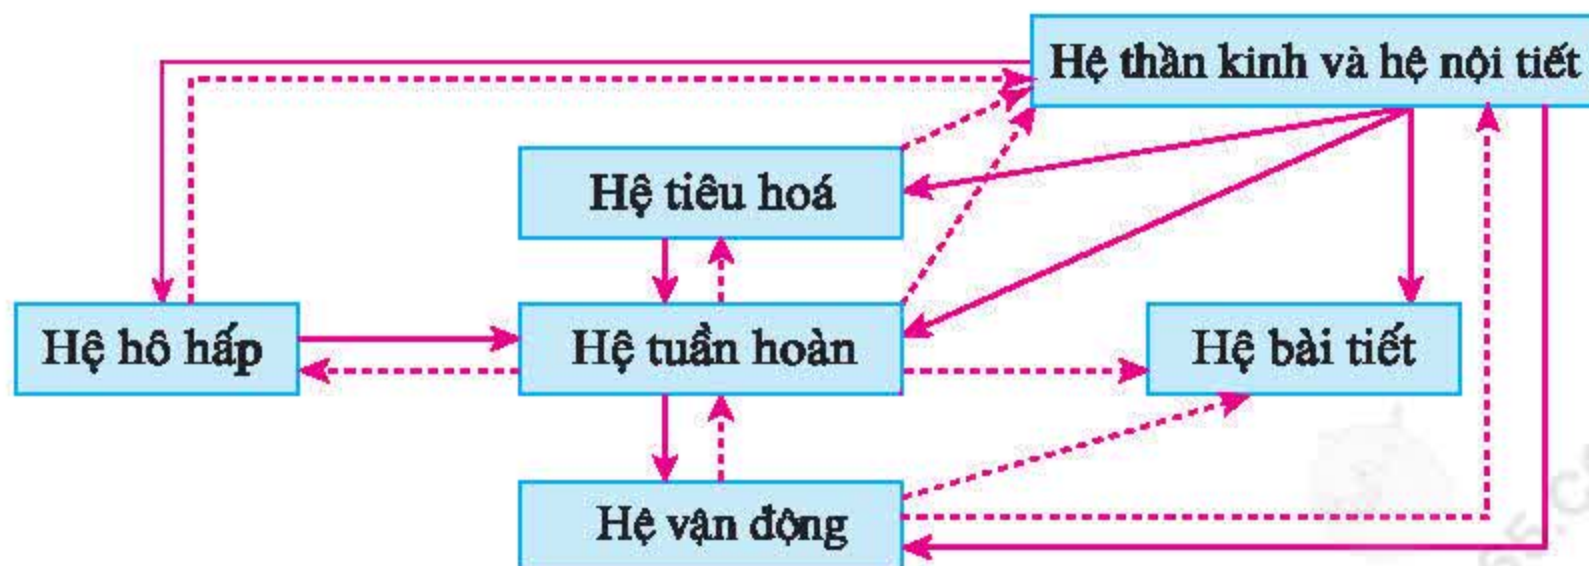 Hệ thần kinh và hệ nội tiết
Hệ tiêu hoá
Hệ hô hấp
Hệ tuần hoàn
Hệ bài tiết
Hệ vận động